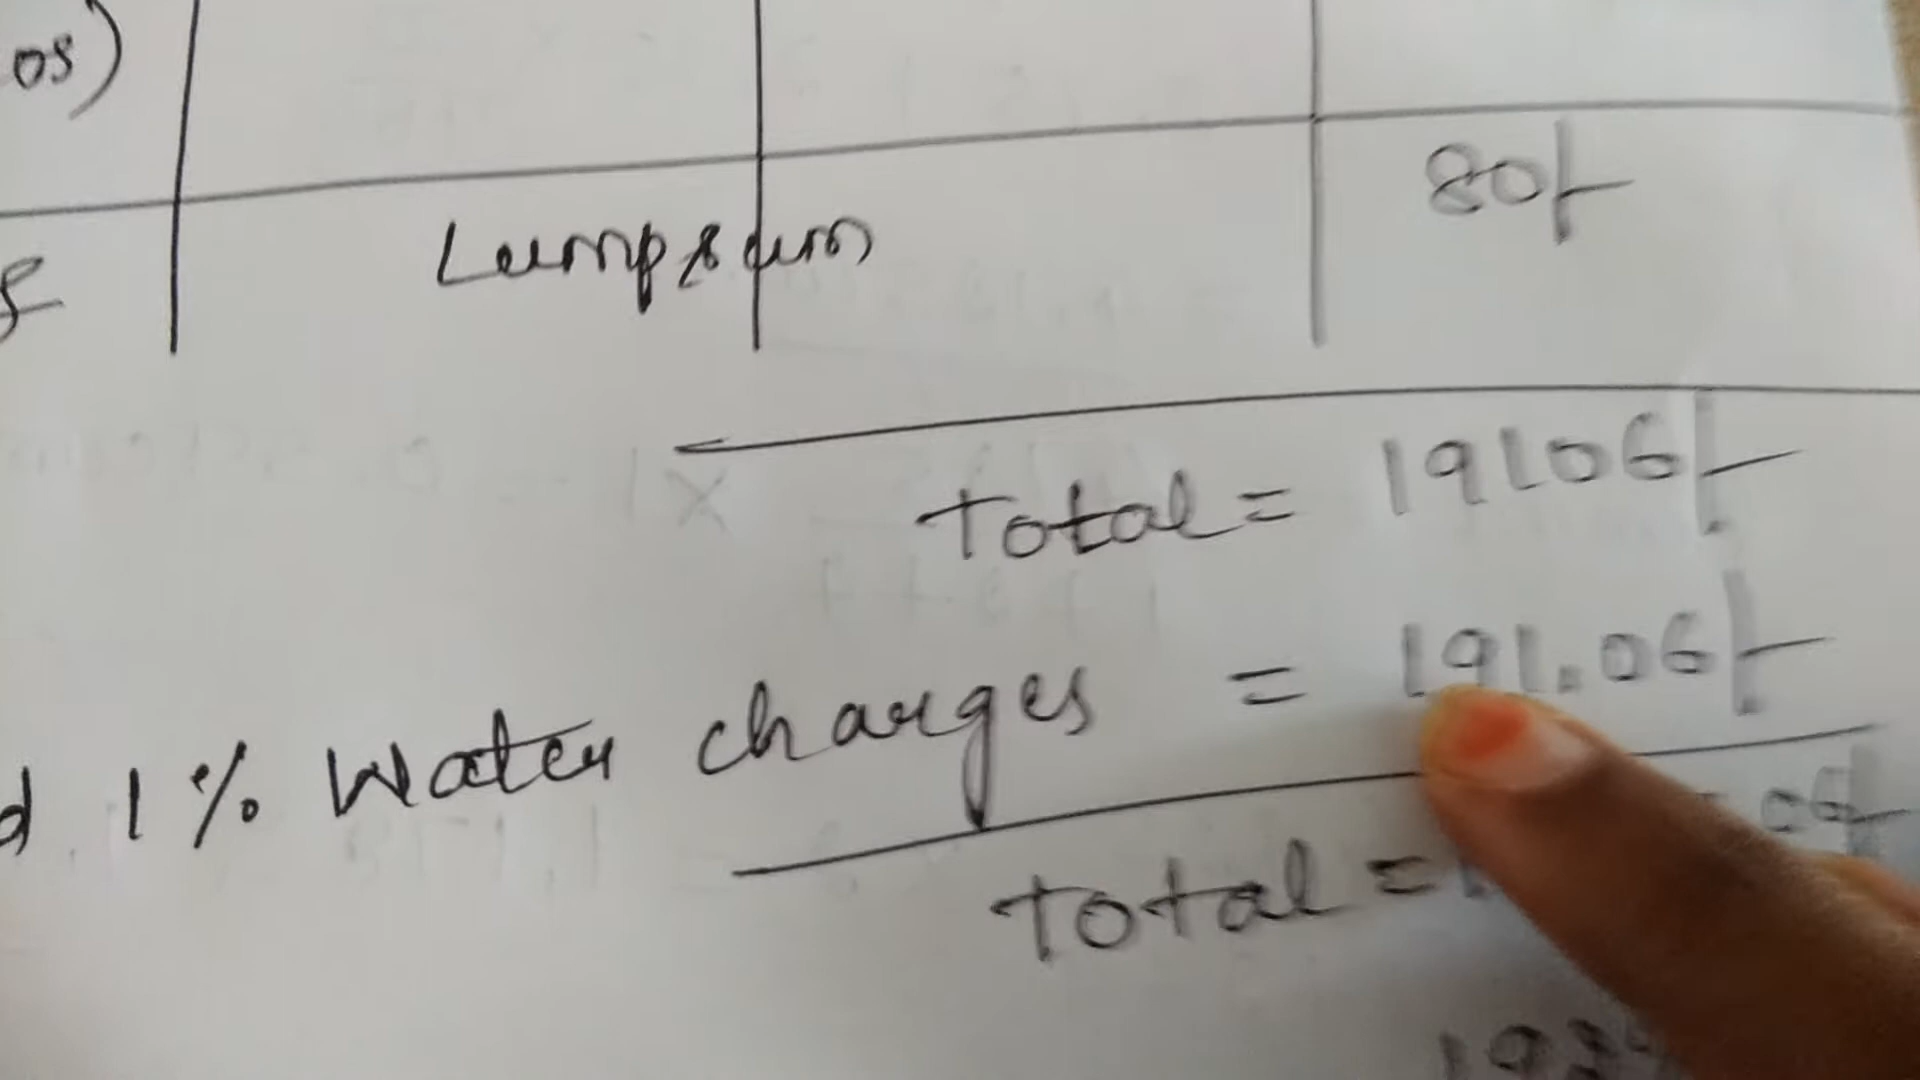 os)
80/-
Lumpsum
Total = 19106/-
d 1% Water charges = 191.06/-
Total =